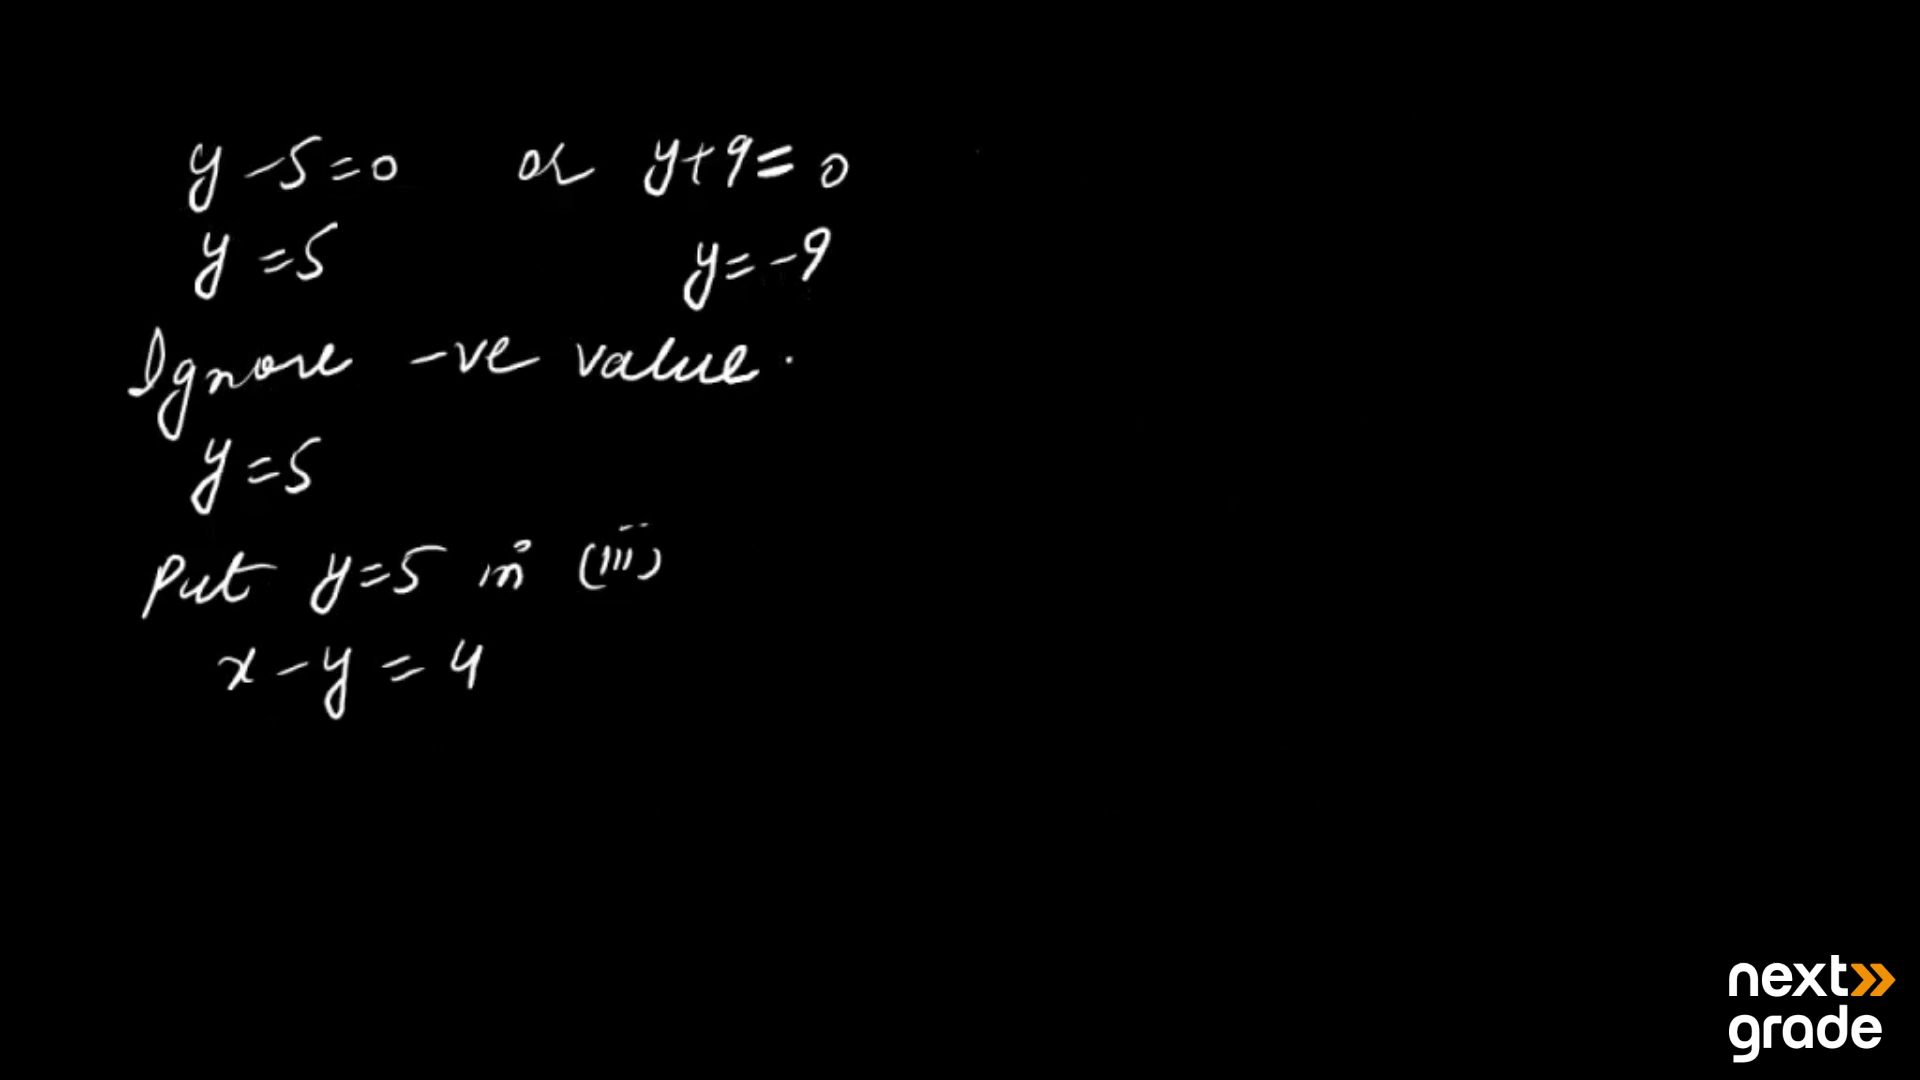 y - 5 = 0 or y + 9 = 0
y = 5 y = -9
Ignore -ve value.
y = 5
Put y = 5 in (iii)
x - y = 4
next
grade